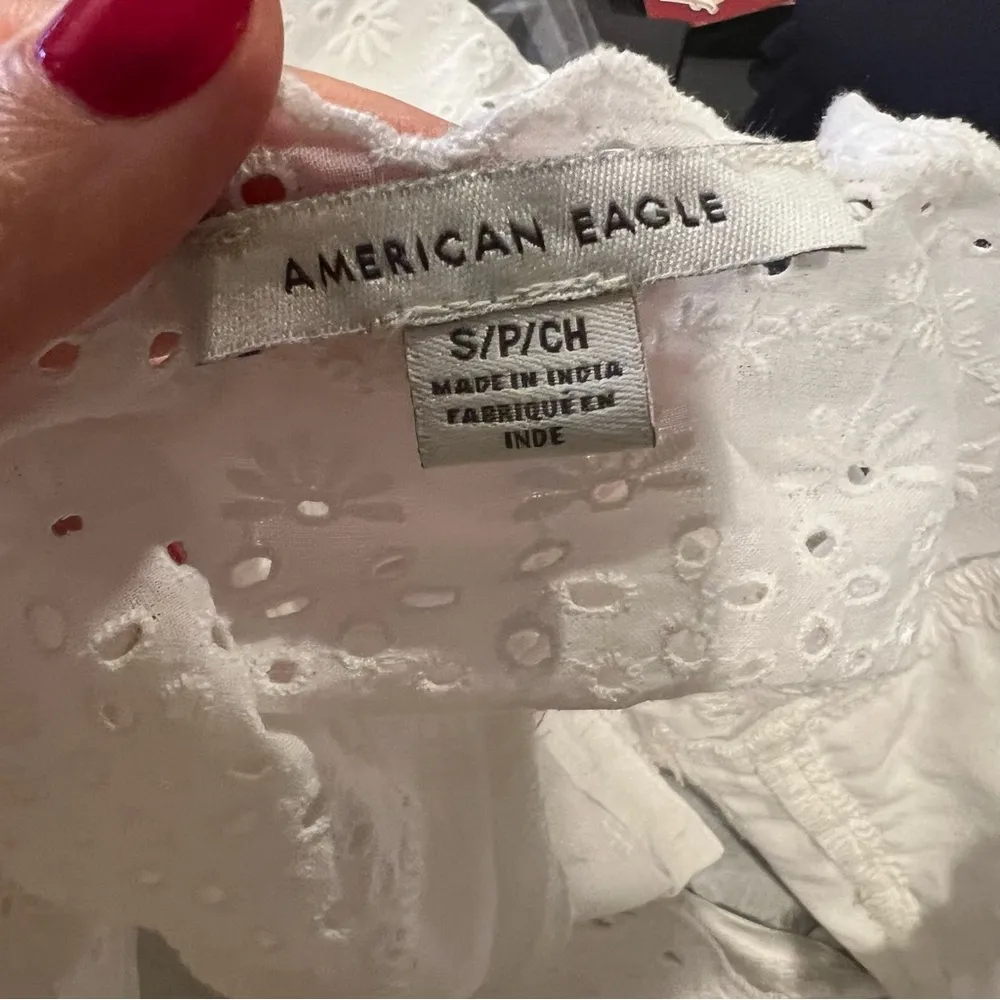 AMERICAN EAGLE
S/P/CH
MADE IN INDIA
FABRIQUÉ EN
INDE